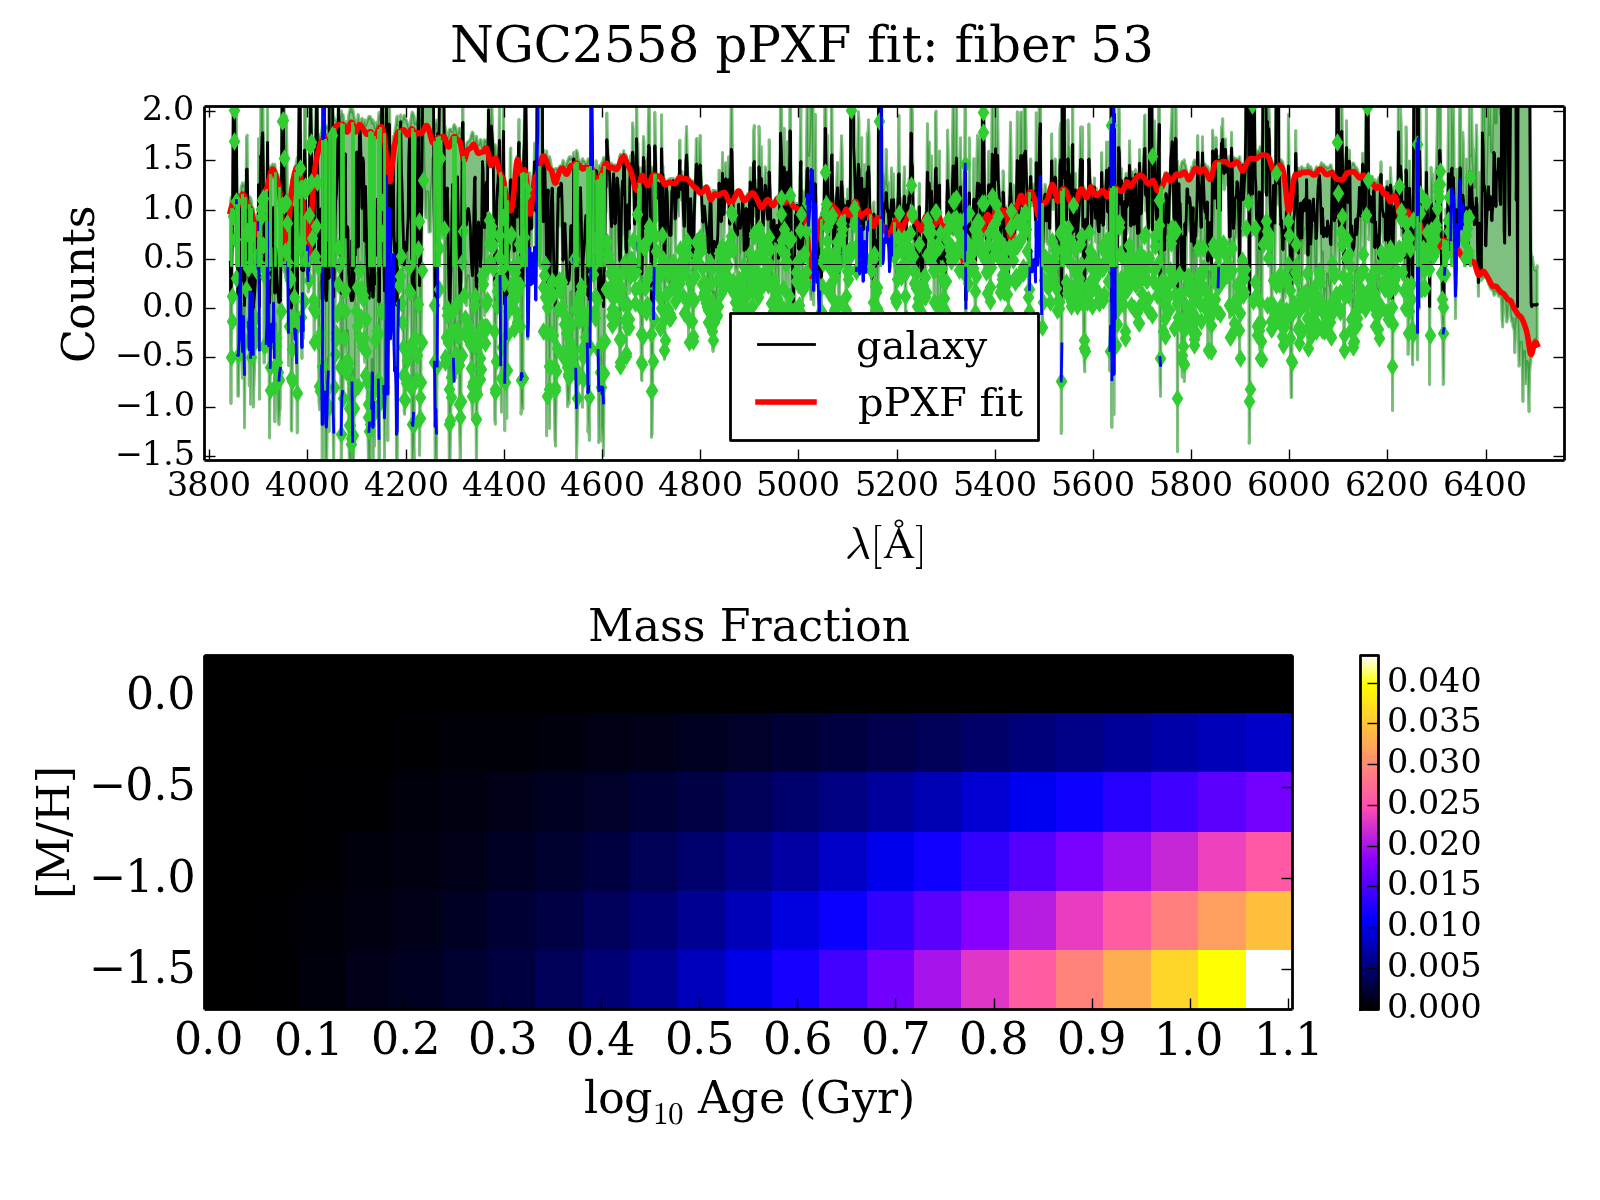 NGC2558 pPXF fit: fiber 53
2.0
1.5
1.0
0.5
0.0
−0.5
−1.0
−1.5
Counts
galaxy
pPXF fit
3800 4000 4200 4400 4600 4800 5000 5200 5400 5600 5800 6000 6200 6400
λ[Å]
Mass Fraction
0.0
−0.5
−1.0
−1.5
[M/H]
0.040
0.035
0.030
0.025
0.020
0.015
0.010
0.005
0.000
0.0 0.1 0.2 0.3 0.4 0.5 0.6 0.7 0.8 0.9 1.0 1.1
log₁₀ Age (Gyr)